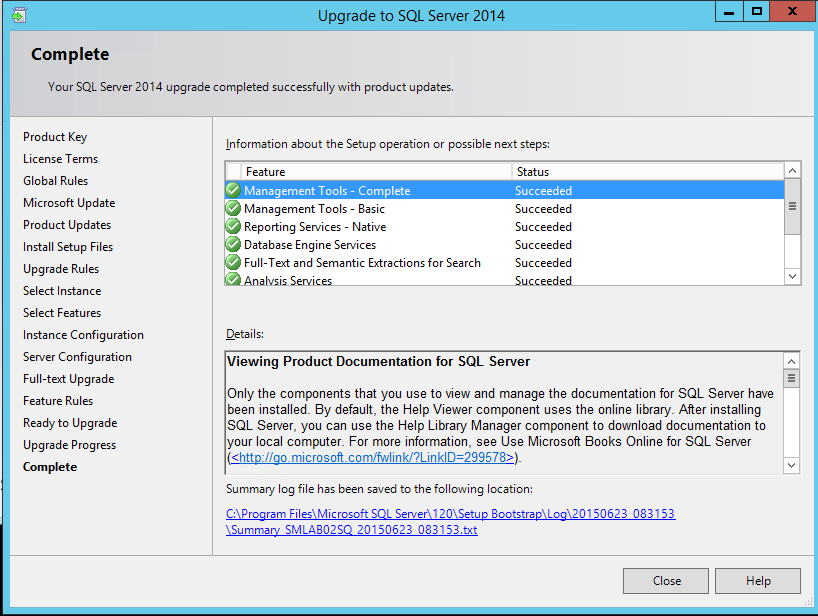 Upgrade to SQL Server 2014
Complete
Your SQL Server 2014 upgrade completed successfully with product updates.
Product Key
License Terms
Global Rules
Microsoft Update
Product Updates
Install Setup Files
Upgrade Rules
Select Instance
Select Features
Instance Configuration
Server Configuration
Full-text Upgrade
Feature Rules
Ready to Upgrade
Upgrade Progress
Complete
Information about the Setup operation or possible next steps:
Feature Status
Management Tools - Complete Succeeded
Management Tools - Basic Succeeded
Reporting Services - Native Succeeded
Database Engine Services Succeeded
Full-Text and Semantic Extractions for Search Succeeded
Analysis Services Succeeded
Details:
Viewing Product Documentation for SQL Server
Only the components that you use to view and manage the documentation for SQL Server have
been installed. By default, the Help Viewer component uses the online library. After installing
SQL Server, you can use the Help Library Manager component to download documentation to
your local computer. For more information, see Use Microsoft Books Online for SQL Server
(<http://go.microsoft.com/fwlink/?LinkID=299578>).
Summary log file has been saved to the following location:
C:\Program Files\Microsoft SQL Server\120\Setup Bootstrap\Log\20150623_083153
\Summary_SMLAB02SQ_20150623_083153.txt
Close Help